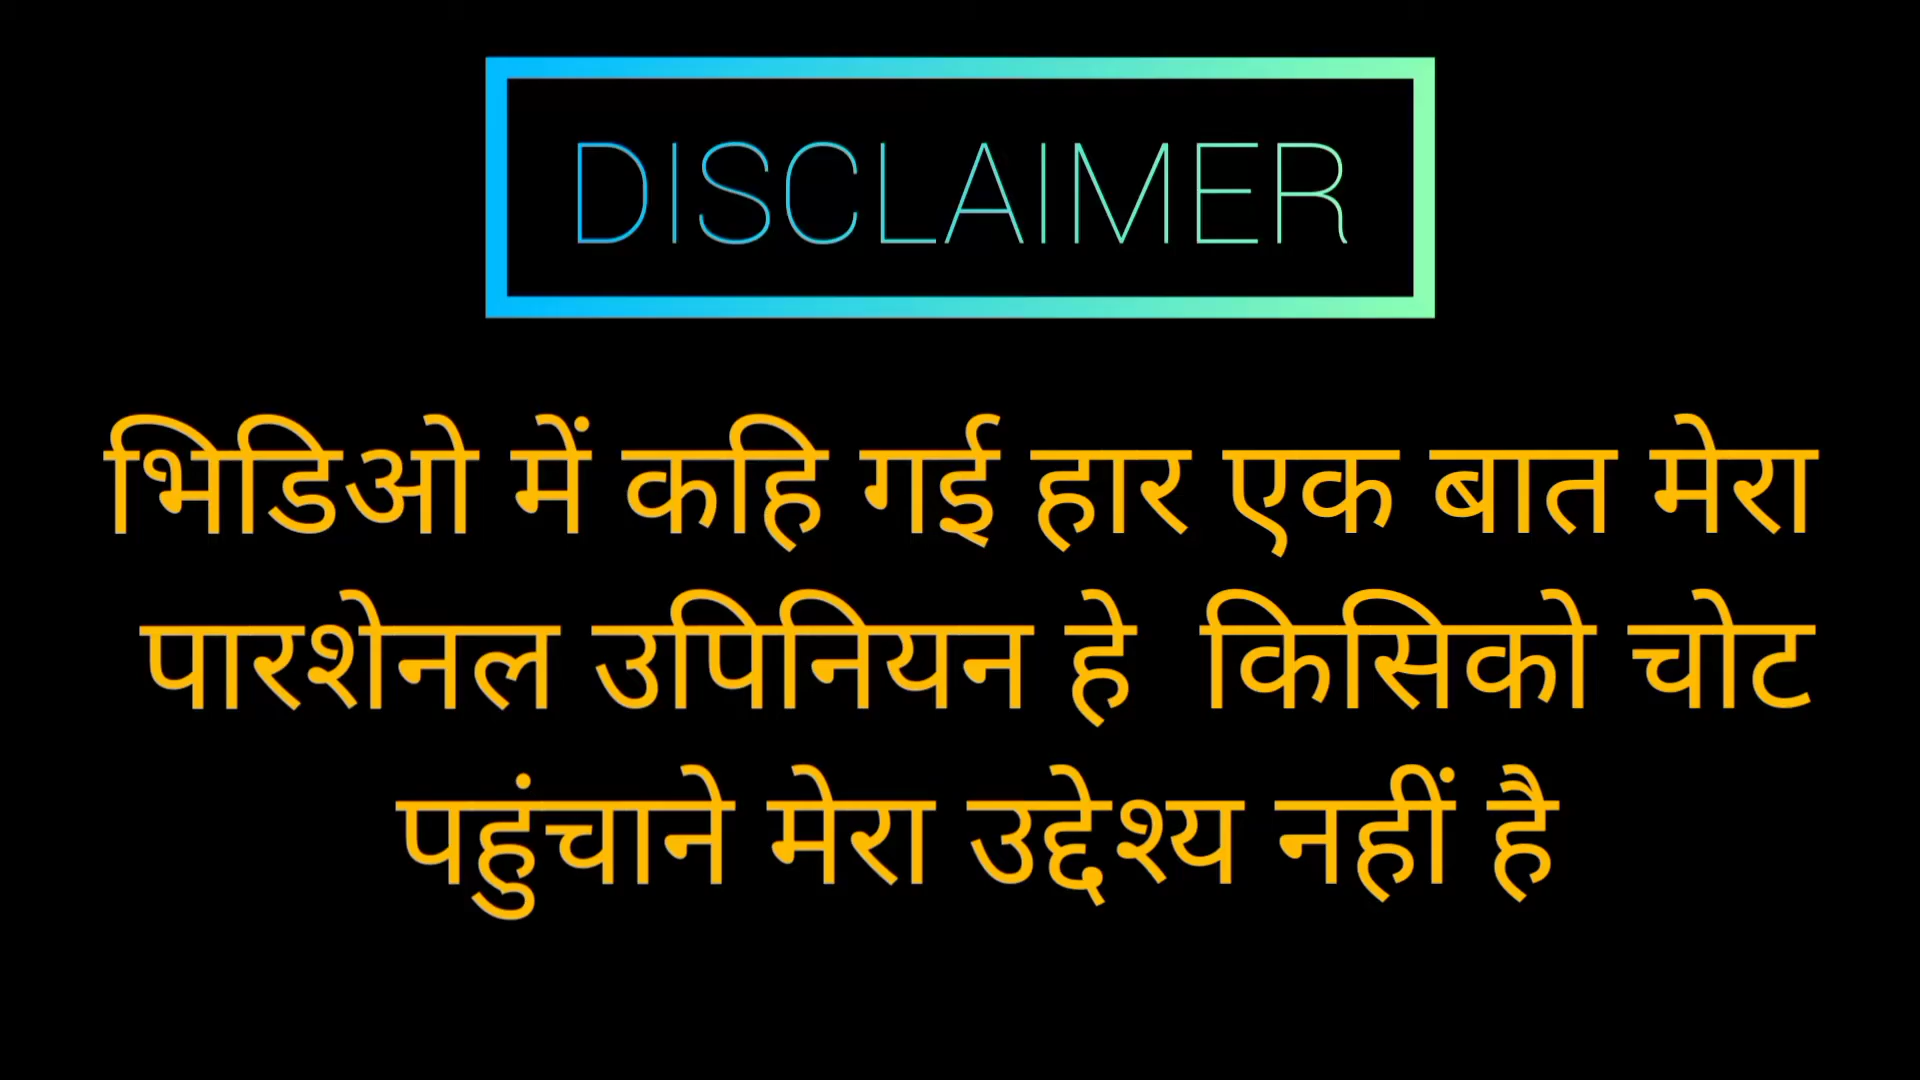 DISCLAIMER
भिडिओ में कहि गई हार एक बात मेरा
पारशेनल उपिनियन हे किसिको चोट
पहुंचाने मेरा उद्देश्य नहीं है